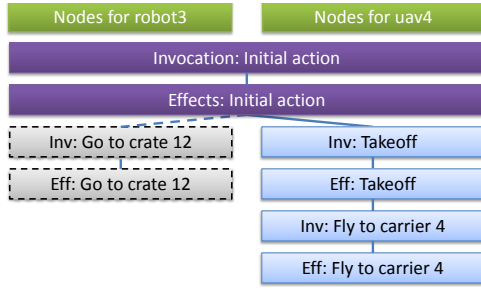 Nodes for robot3
Nodes for uav4
Invocation: Initial action
Effects: Initial action
Inv: Go to crate 12
Inv: Takeoff
Eff: Go to crate 12
Eff: Takeoff
Inv: Fly to carrier 4
Eff: Fly to carrier 4